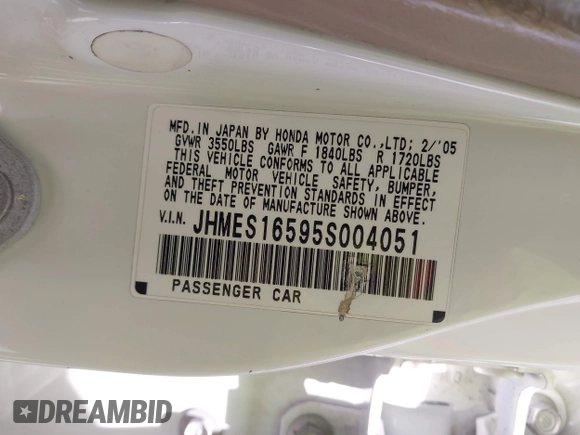 MFD.IN JAPAN BY HONDA MOTOR CO.,LTD; 2/'05
GVWR 3550LBS GAWR F 1840LBS R 1720LBS
THIS VEHICLE CONFORMS TO ALL APPLICABLE
FEDERAL MOTOR VEHICLE SAFETY, BUMPER,
AND THEFT PREVENTION STANDARDS IN EFFECT
ON THE DATE OF MANUFACTURE SHOWN ABOVE.
V.I.N. JHMES16595S004051
PASSENGER CAR
DREAMBID